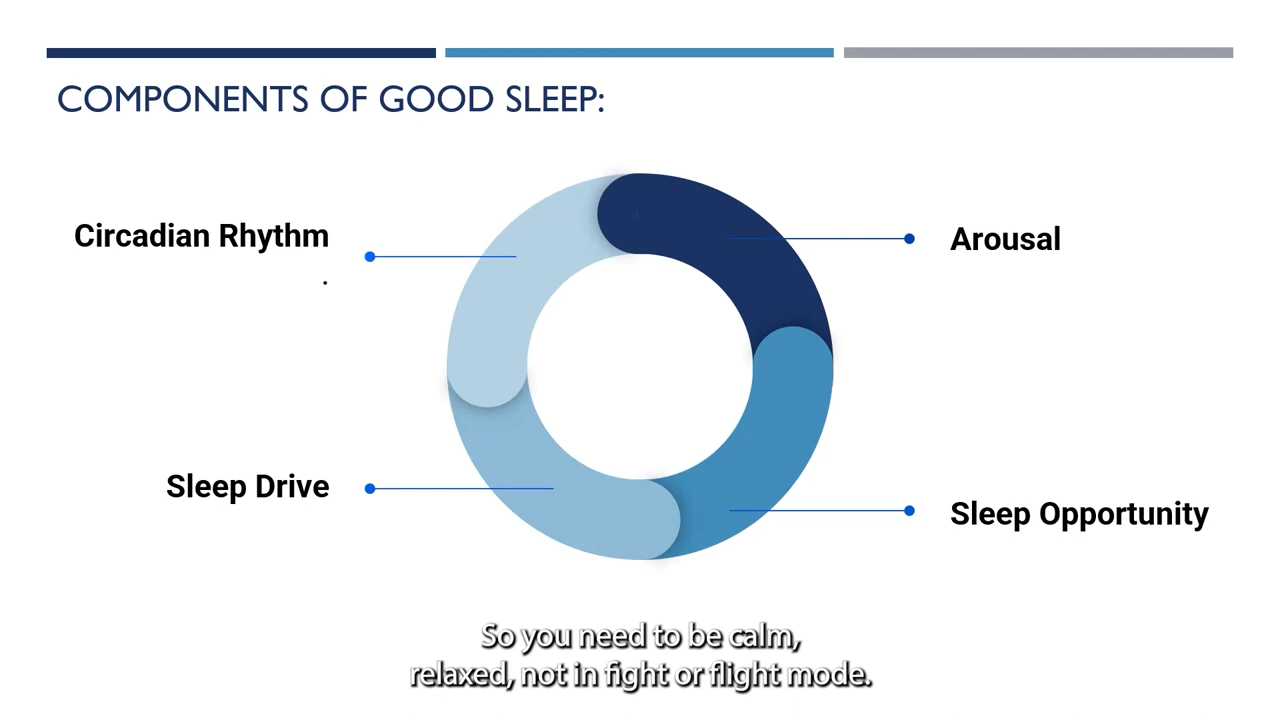 COMPONENTS OF GOOD SLEEP:
Circadian Rhythm
.
Arousal
Sleep Drive
Sleep Opportunity
So you need to be calm,
relaxed, not in fight or flight mode.